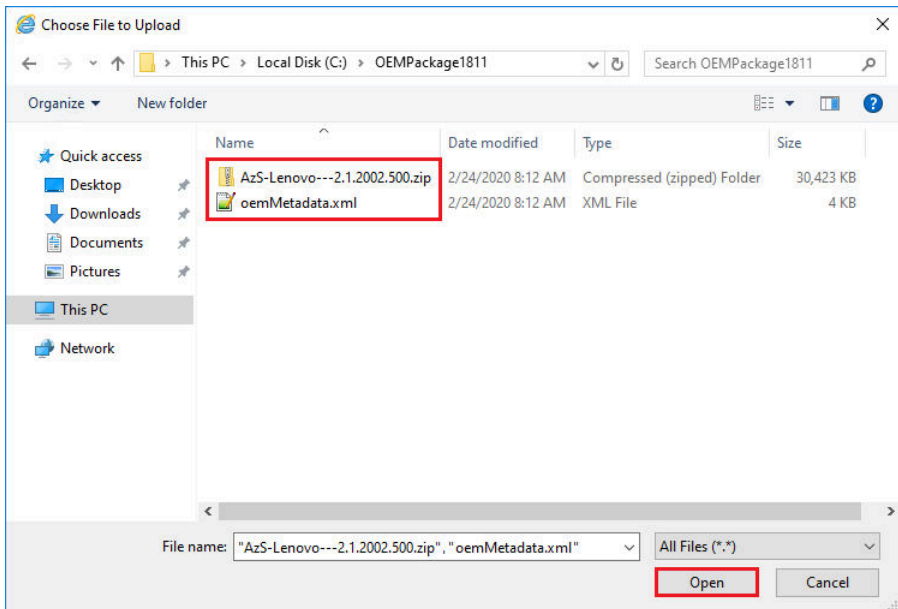 Choose File to Upload
This PC > Local Disk (C:) > OEMPackage1811
Search OEMPackage1811
Organize
New folder
Name
Date modified
Type
Size
Quick access
Desktop
Downloads
Documents
Pictures
This PC
Network
AzS-Lenovo---2.1.2002.500.zip 2/24/2020 8:12 AM Compressed (zipped) Folder 30,423 KB
oemMetadata.xml 2/24/2020 8:12 AM XML File 4 KB
File name: "AzS-Lenovo---2.1.2002.500.zip", "oemMetadata.xml"
All Files (*.*)
Open
Cancel